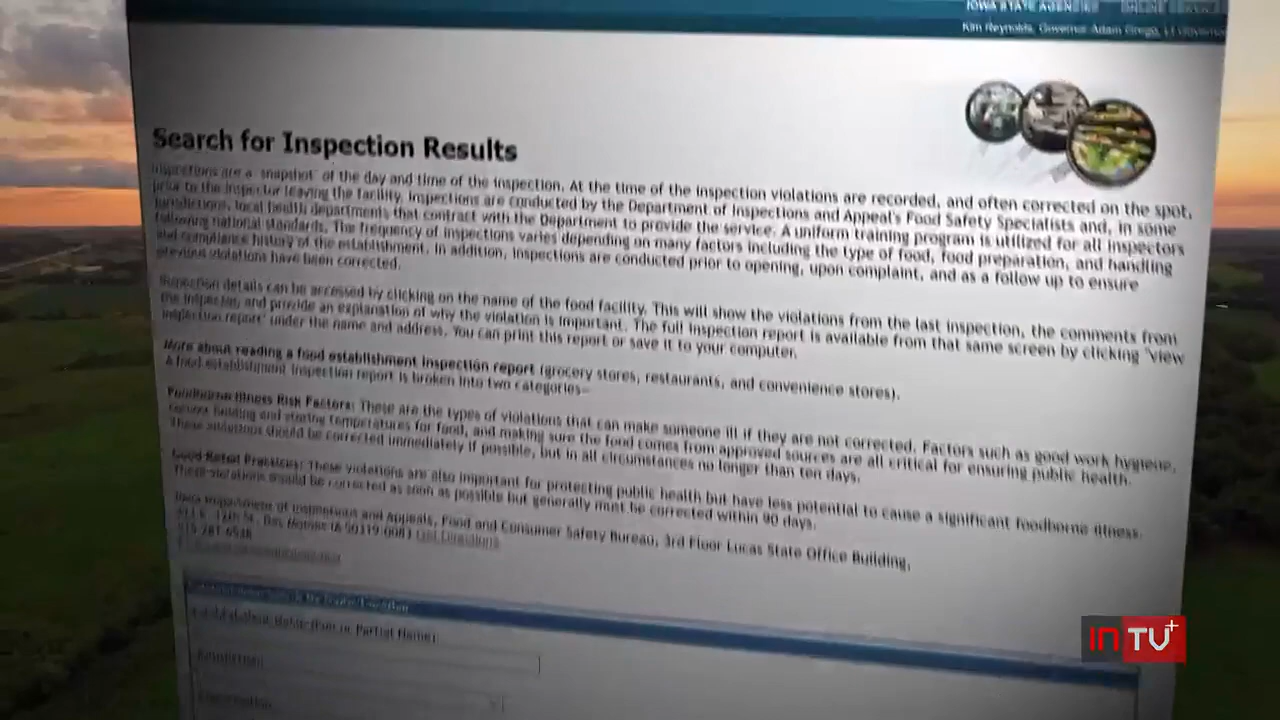 IOWA STATE AGENCIES
Kim Reynolds, Governor Adam Gregg, Lt Governor
Search for Inspection Results
Inspections are a "snapshot" of the day and time of the inspection. At the time of the inspection violations are recorded, and often corrected on the spot,
prior to the inspector leaving the facility. Inspections are conducted by the Department of Inspections and Appeal's Food Safety Specialists and, in some
jurisdictions, local health departments that contract with the Department to provide the service. A uniform training program is utilized for all inspectors
following national standards. The frequency of inspections varies depending on many factors including the type of food, food preparation, and handling
and compliance history of the establishment. In addition, inspections are conducted prior to opening, upon complaint, and as a follow up to ensure
previous violations have been corrected.
Inspection details can be accessed by clicking on the name of the food facility. This will show the violations from the last inspection, the comments from
the inspector, and provide an explanation of why the violation is important. The full inspection report is available from that same screen by clicking "view
inspection report" under the name and address. You can print this report or save it to your computer.
More about reading a food establishment inspection report (grocery stores, restaurants, and convenience stores).
A food establishment inspection report is broken into two categories–
Foodborne Illness Risk Factors: These are the types of violations that can make someone ill if they are not corrected. Factors such as good work hygiene,
holding and storing temperatures for food, and making sure the food comes from approved sources are all critical for ensuring public health.
These violations should be corrected immediately if possible, but in all circumstances no longer than ten days.
Good Retail Practices: These violations are also important for protecting public health but have less potential to cause a significant foodborne illness.
These violations should be corrected as soon as possible but generally must be corrected within 90 days.
Department of Inspections and Appeals, Food and Consumer Safety Bureau, 3rd Floor Lucas State Office Building,
12th St. Des Moines IA 50319-0083 Get Directions
515-281-6538
Establishment Name (Full or Partial Name)
INTV+